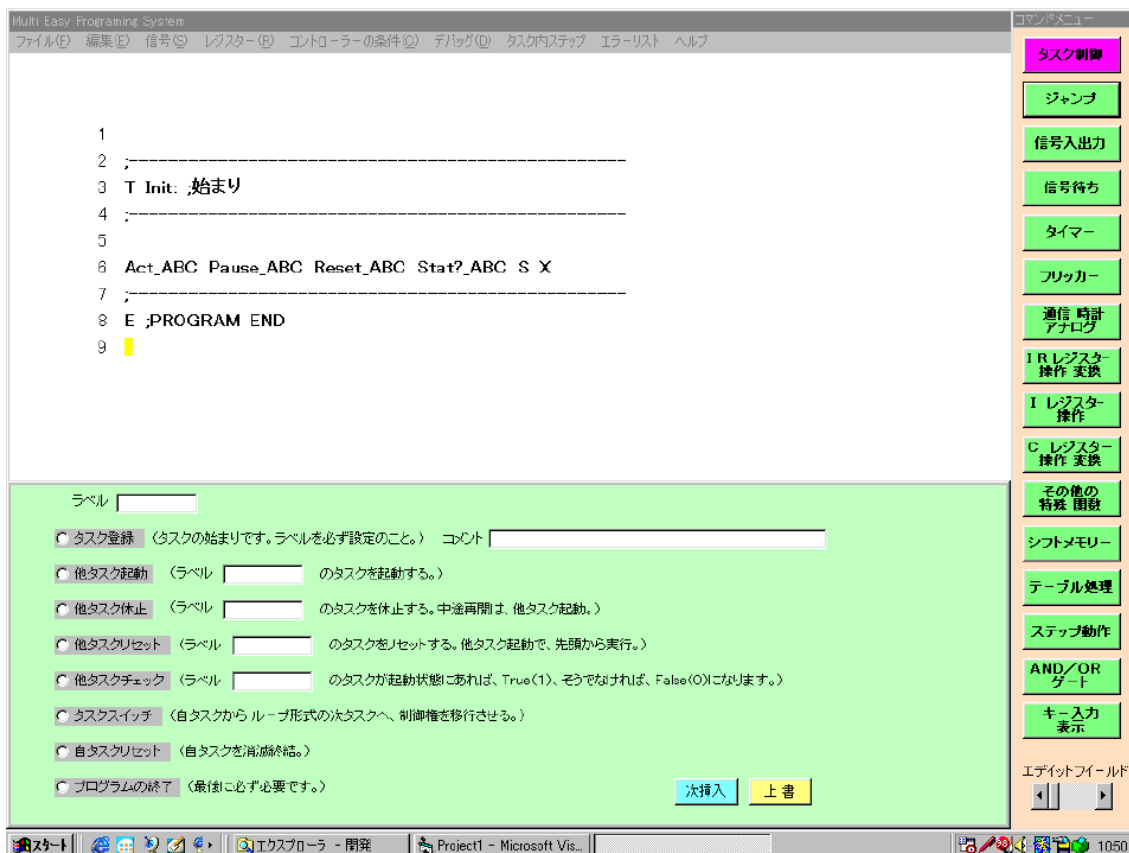 Multi Easy Programing System
ファイル(F) 編集(E) 信号(S) レジスター(R) コントローラーの条件(C) デバッグ(D) タスク内ステップ エラーリスト ヘルプ
1
2 ;---------------------------------------------------
3 T Init: ;始まり
4 ;---------------------------------------------------
5
6 Act_ABC Pause_ABC Reset_ABC Stat?_ABC S X
7 ;---------------------------------------------------
8 E ;PROGRAM END
9
ラベル
タスク登録 (タスクの始まりです。ラベルを必ず設定のこと。) コメント
他タスク起動 (ラベル のタスクを起動する。)
他タスク休止 (ラベル のタスクを休止する。中途再開は、他タスク起動。)
他タスクリセット (ラベル のタスクをリセットする。他タスク起動で、先頭から実行。)
他タスクチェック (ラベル のタスクが起動状態にあれば、True(1)、そうでなければ、False(0)になります。)
タスクスイッチ (自タスクから ループ形式の次タスクへ、制御権を移行させる。)
自タスクリセット (自タスクを消滅終結。)
プログラムの終了 (最後に必ず必要です。)
次挿入 上書
コマンドメニュー
タスク制御
ジャンプ
信号入出力
信号待ち
タイマー
フリッカー
通信 時計
アナログ
IRレジスター
操作 変換
I レジスター
操作
C レジスター
操作 変換
その他の
特殊 関数
シフトメモリー
テーブル処理
ステップ動作
AND/OR
ゲート
キー入力
表示
エディットフィールド
スタート エクスプローラ - 開発 Project1 - Microsoft Vis... 10:50